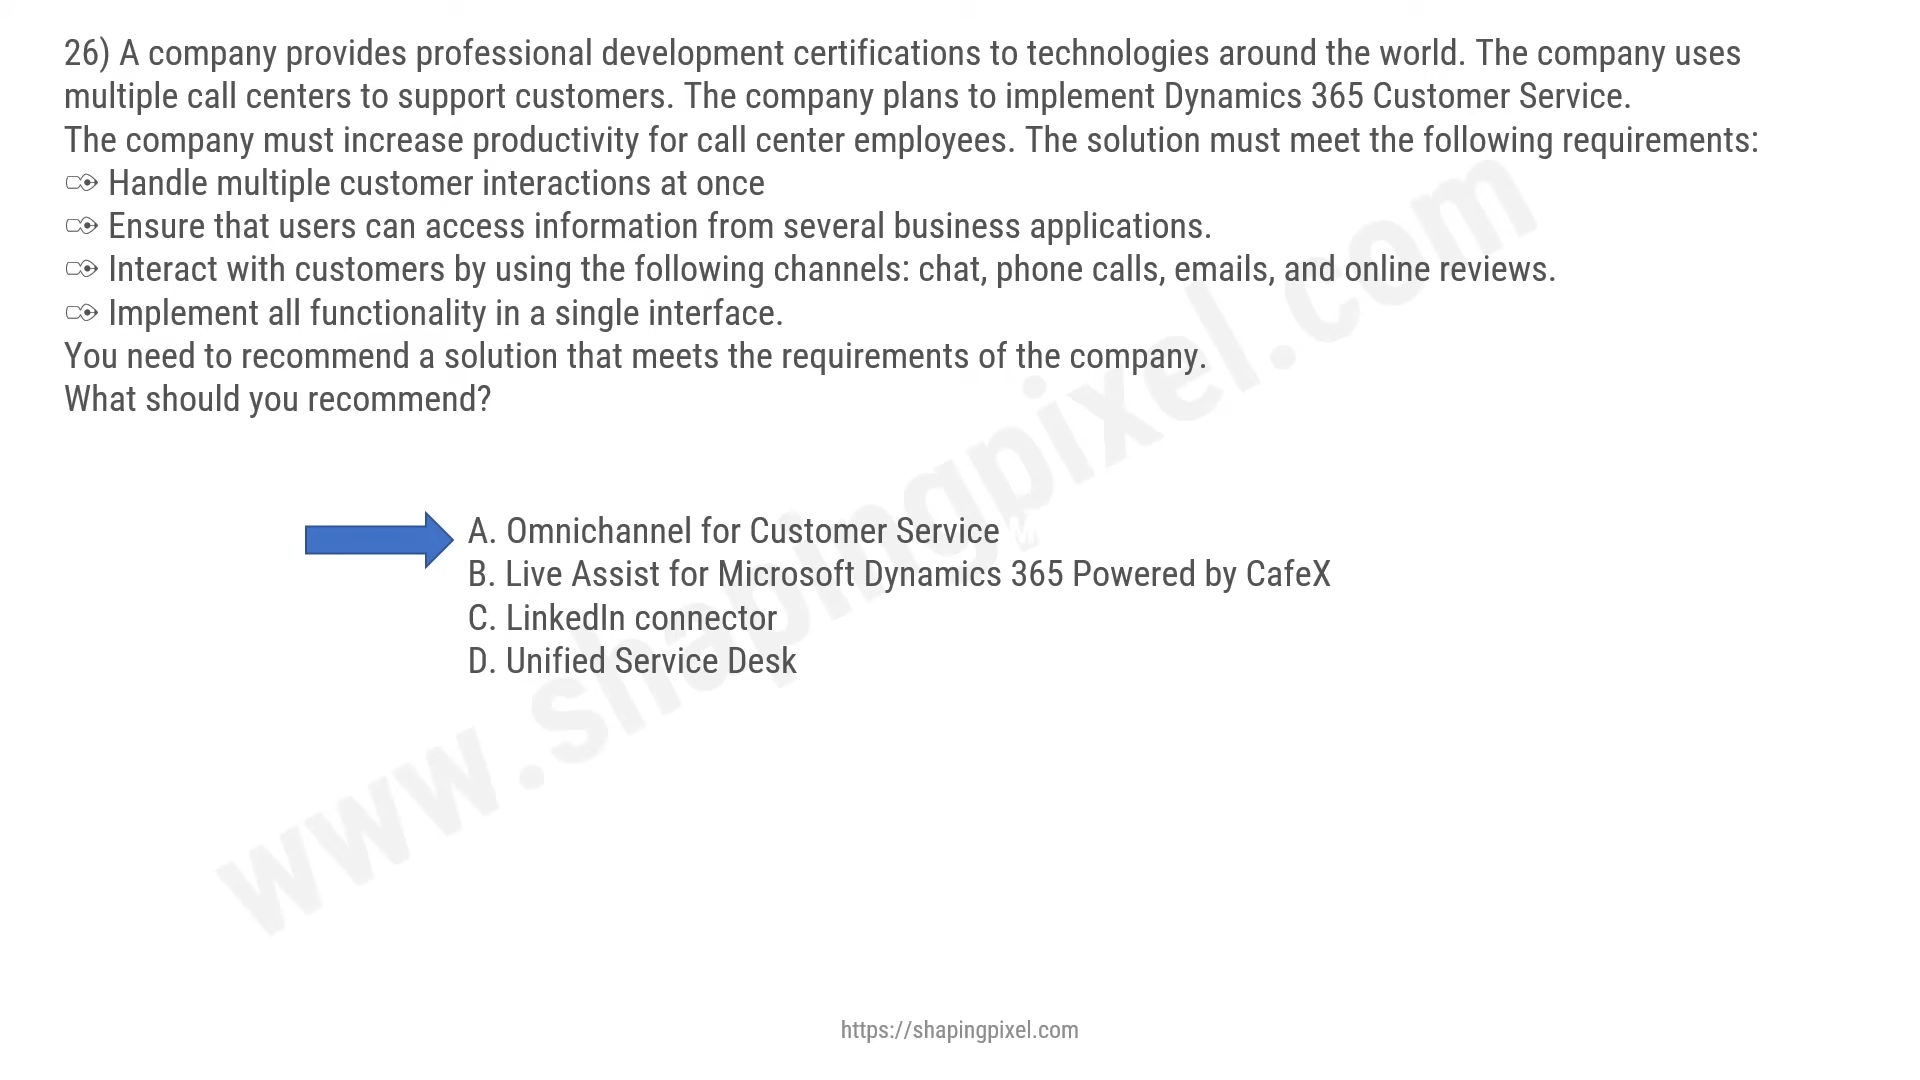 26) A company provides professional development certifications to technologies around the world. The company uses
multiple call centers to support customers. The company plans to implement Dynamics 365 Customer Service.
The company must increase productivity for call center employees. The solution must meet the following requirements:
Handle multiple customer interactions at once
Ensure that users can access information from several business applications.
Interact with customers by using the following channels: chat, phone calls, emails, and online reviews.
Implement all functionality in a single interface.
You need to recommend a solution that meets the requirements of the company.
What should you recommend?
A. Omnichannel for Customer Service
B. Live Assist for Microsoft Dynamics 365 Powered by CafeX
C. LinkedIn connector
D. Unified Service Desk
www.shapingpixel.com
https://shapingpixel.com